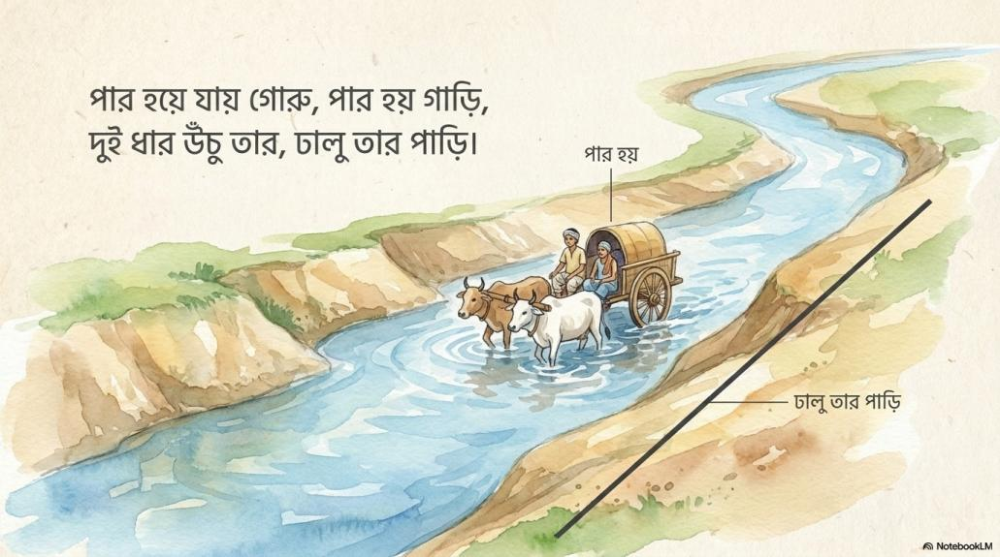 পার হয়ে যায় গোরু, পার হয় গাড়ি,
দুই ধার উঁচু তার, ঢালু তার পাড়ি।
পার হয়
ঢালু তার পাড়ি
NotebookLM